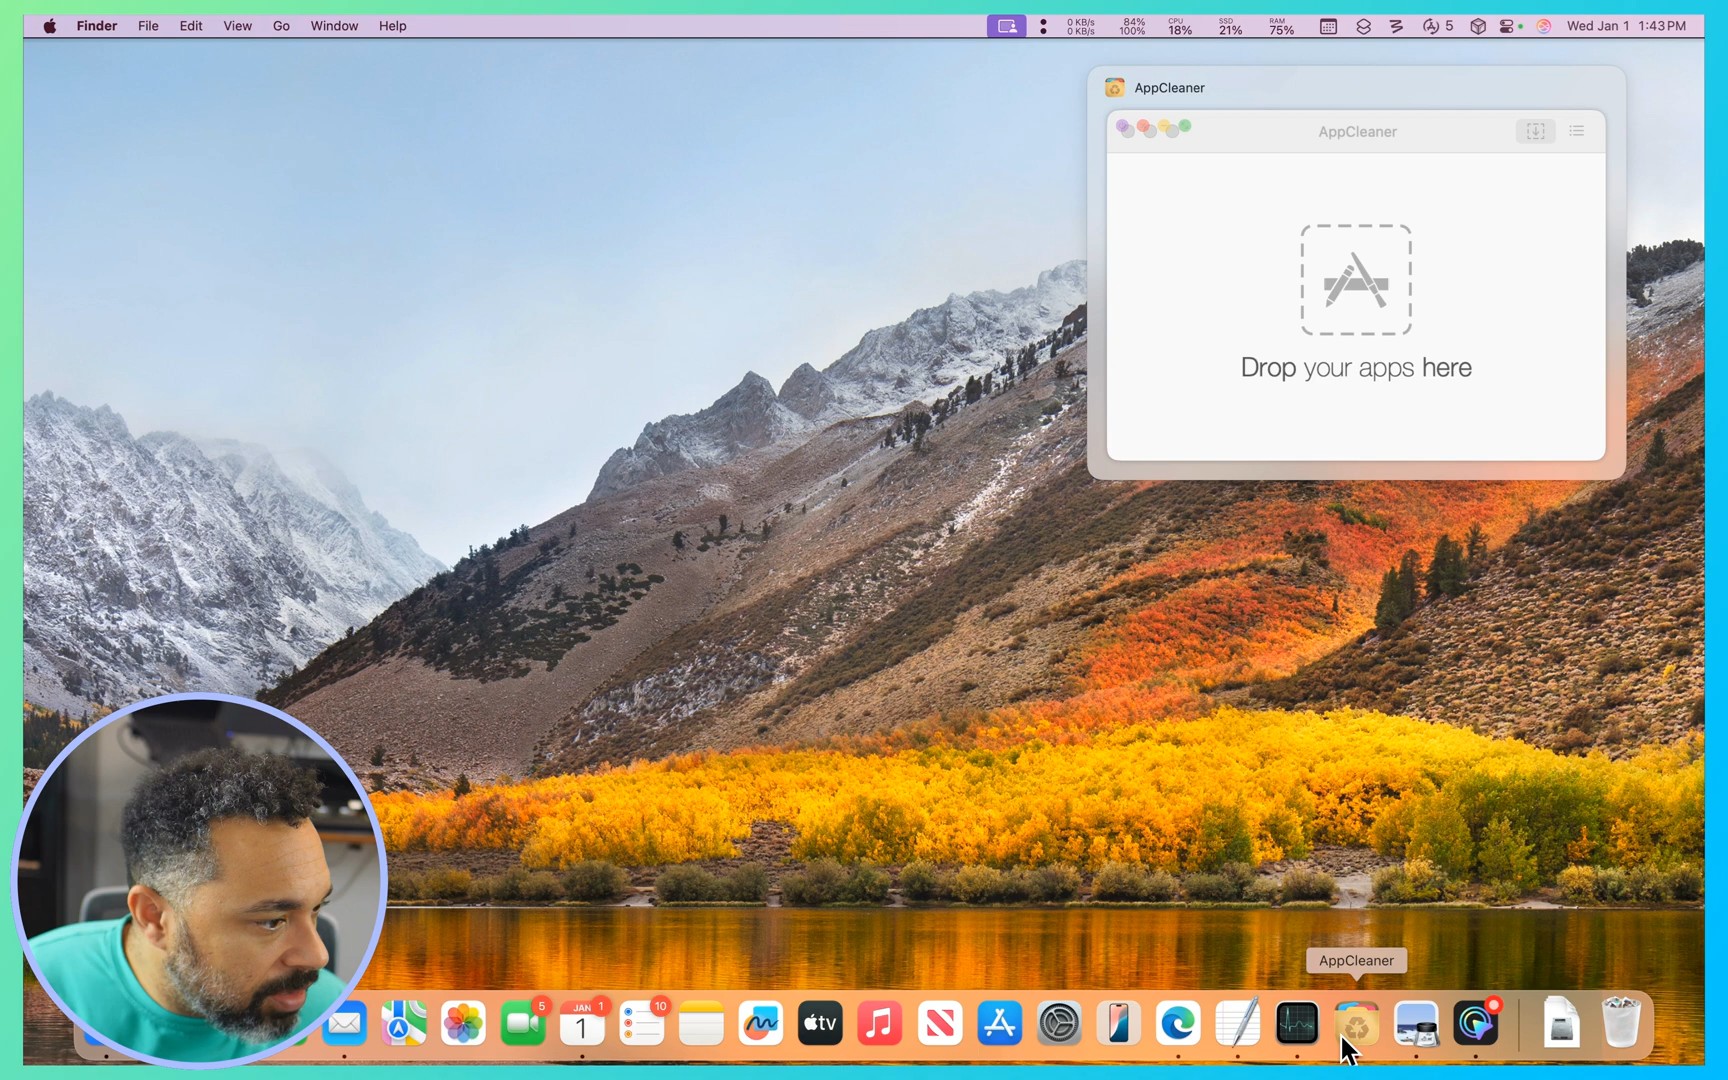 Finder File Edit View Go Window Help
0 KB/s 84% CPU SSD RAM
0 KB/s 100% 18% 21% 75% 5 Wed Jan 1 1:43 PM
AppCleaner
AppCleaner
Drop your apps here
AppCleaner
5 JAN 1 10
1 tv